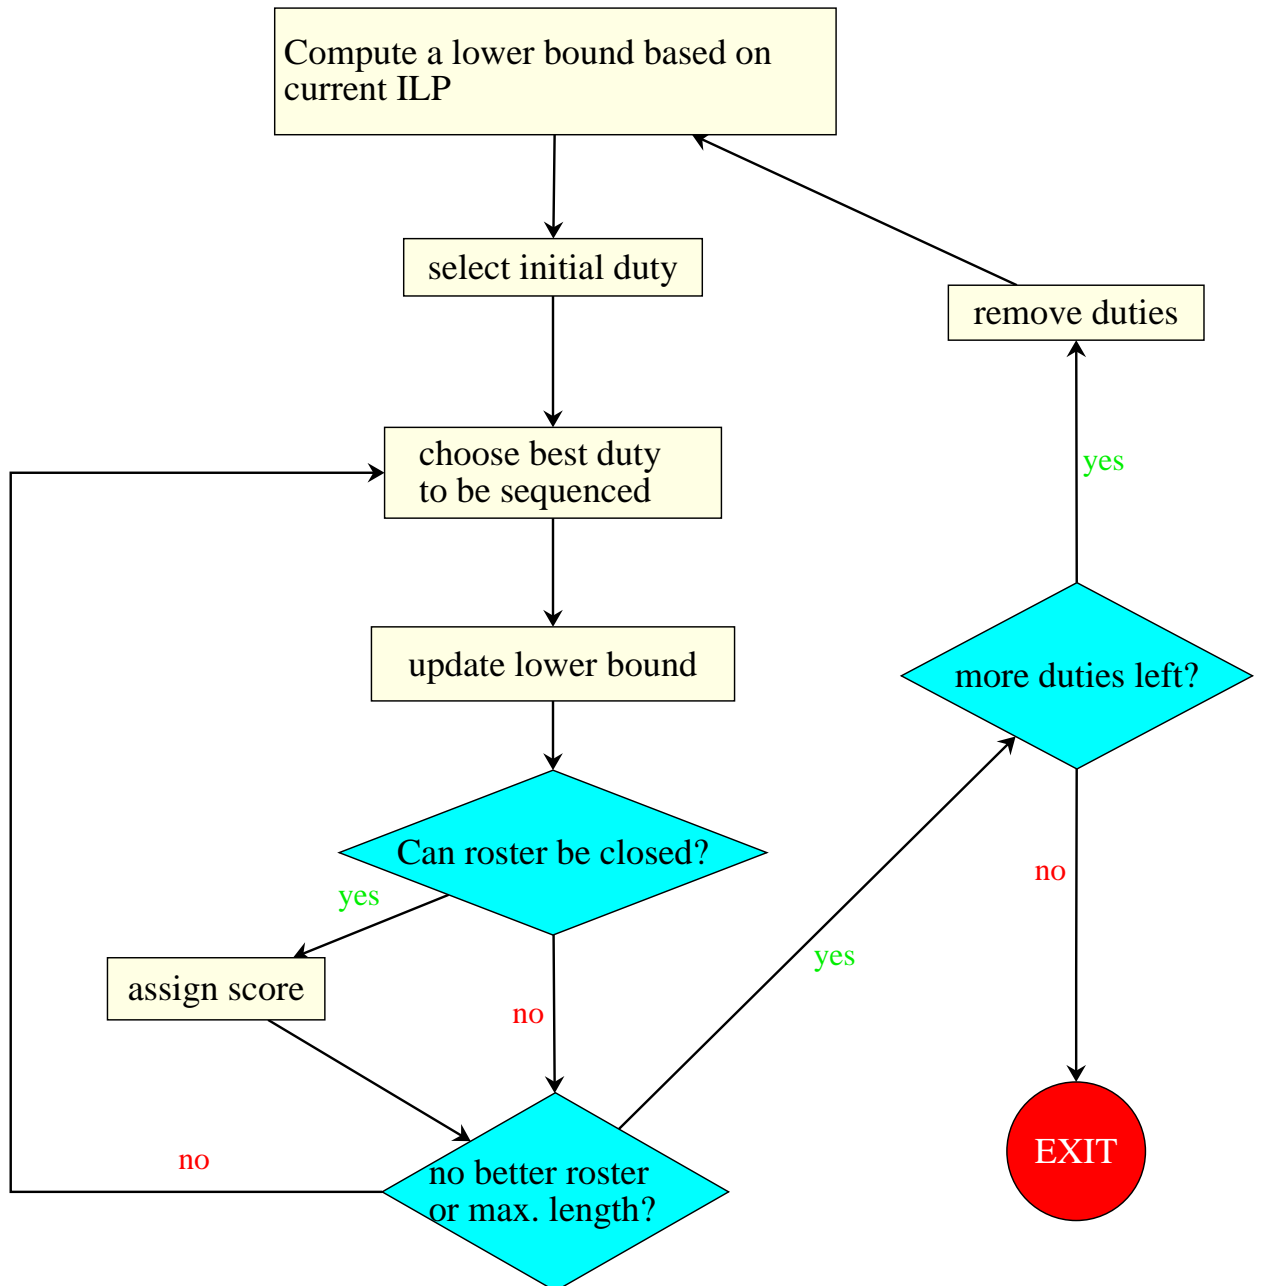 Compute a lower bound based on
current ILP
select initial duty
remove duties
choose best duty
to be sequenced
yes
update lower bound
more duties left?
Can roster be closed?
yes
no
assign score
yes
no
no
no better roster
or max. length?
EXIT